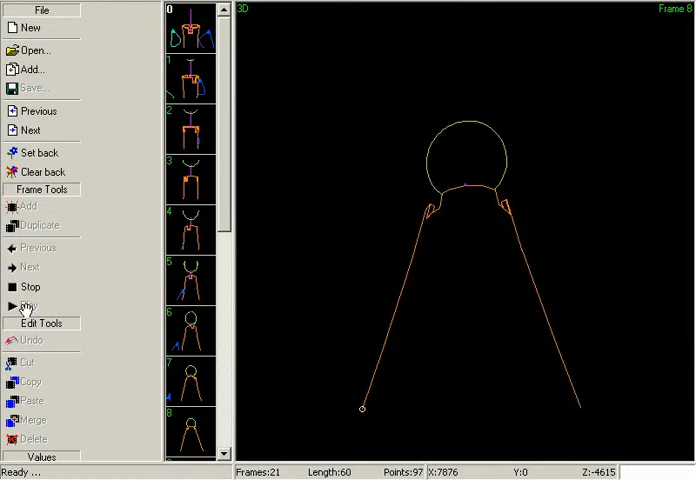 File
New
Open...
Add...
Save...
Previous
Next
Set back
Clear back
Frame Tools
Add
Duplicate
Previous
Next
Stop
Edit Tools
Undo
Cut
Copy
Paste
Merge
Delete
Values
Ready ...
0
1
2
3
4
5
6
7
8
3D
Frame 8
Frames:21 Length:60 Points:97 X:7876 Y:0 Z:-4615